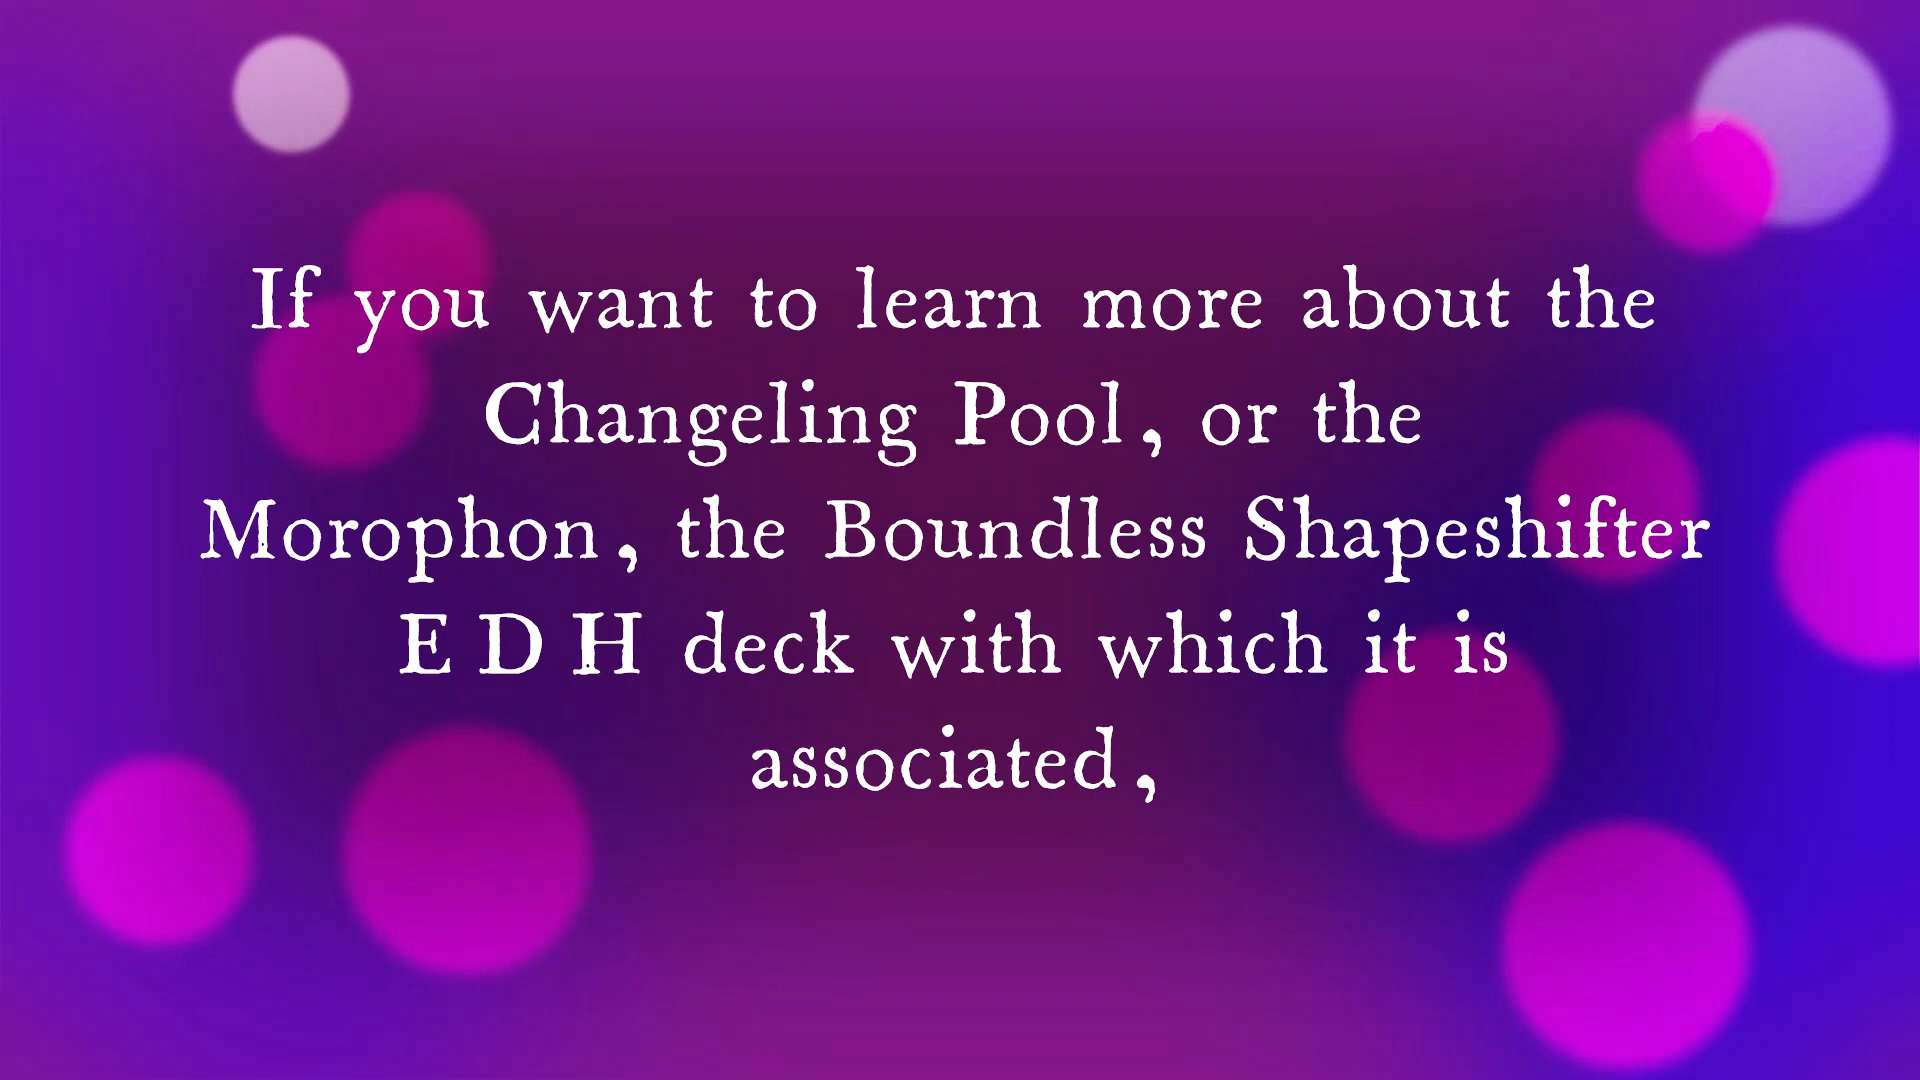 If you want to learn more about the
Changeling Pool, or the
Morophon, the Boundless Shapeshifter
EDH deck with which it is
associated,